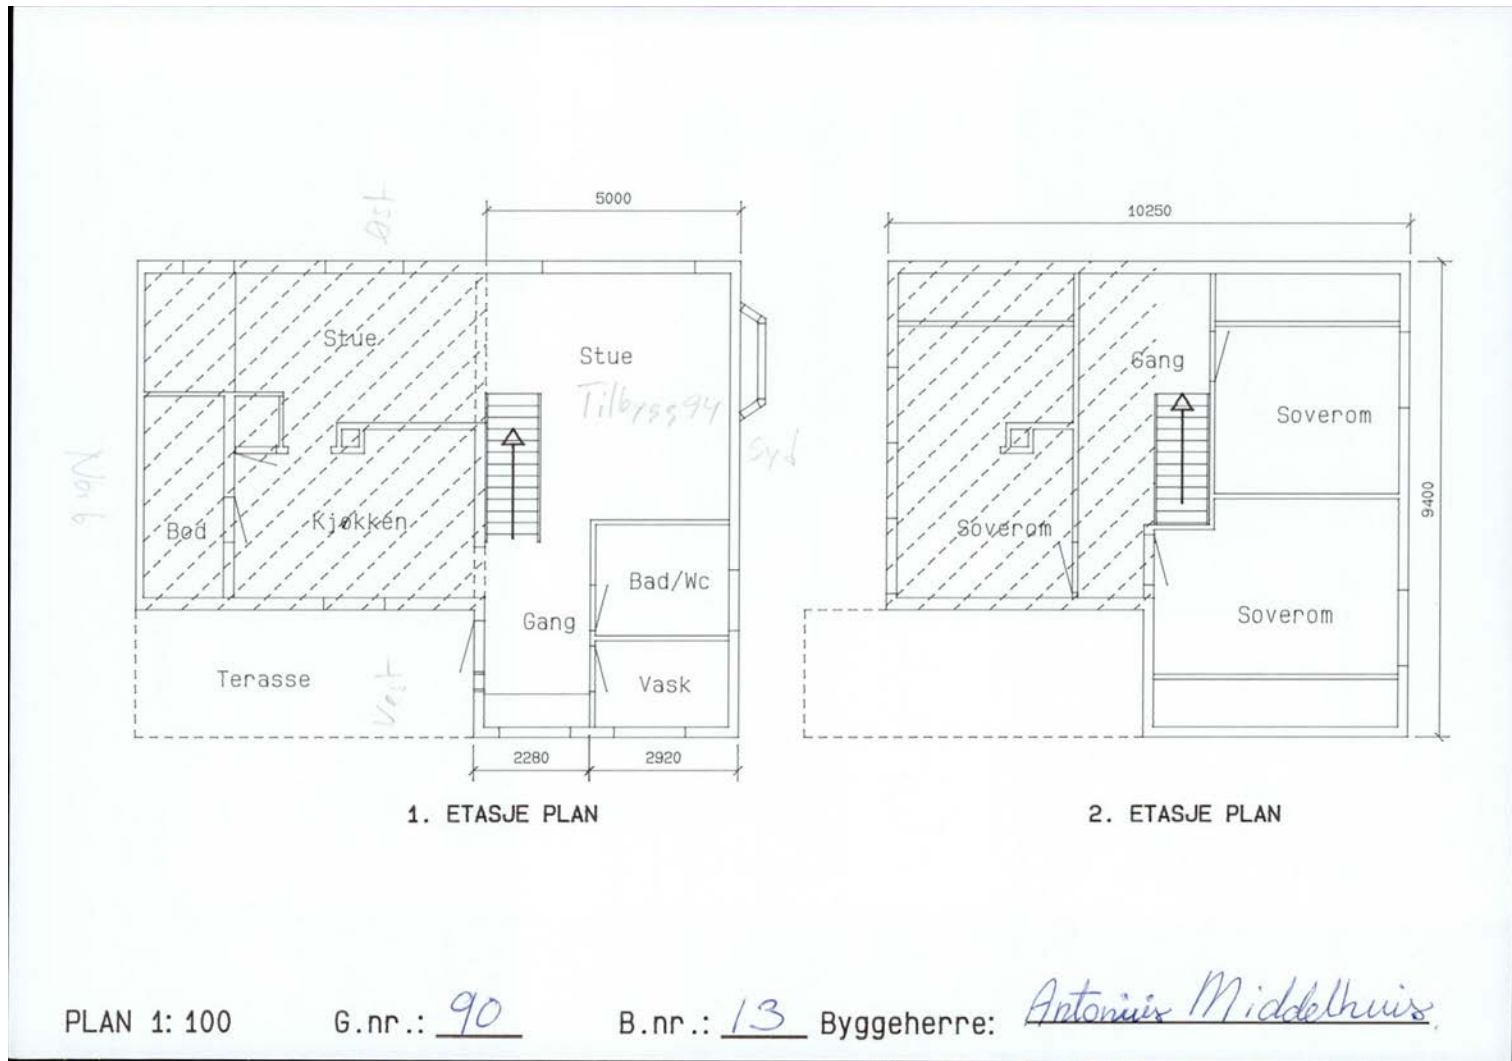 5000
10250
Øst
Stue
Stue
Tilbygg 94
Syd
Nord
Bod
Kjøkken
Bad/Wc
Gang
Terasse
Vest
Vask
2280
2920
1. ETASJE PLAN
Gang
Soverom
9400
Soverom
Soverom
2. ETASJE PLAN
PLAN 1:100 G.nr.: 90 B.nr.: 13 Byggeherre: Antonius Middelhuis